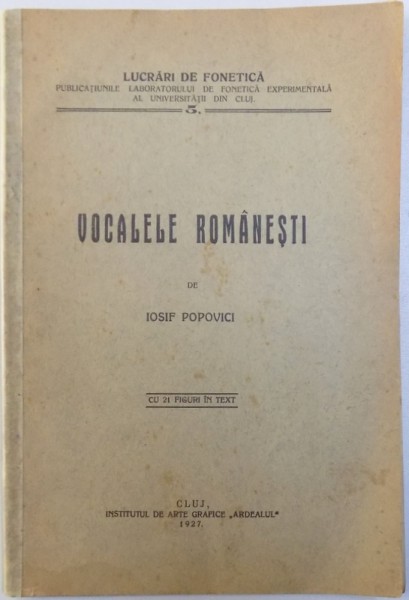 LUCRĂRI DE FONETICĂ
PUBLICAȚIUNILE LABORATORULUI DE FONETICĂ EXPERIMENTALĂ
AL UNIVERSITĂȚII DIN CLUJ.
3.
VOCALELE ROMÂNEȘTI
DE
IOSIF POPOVICI
CU 21 FIGURI ÎN TEXT
CLUJ,
INSTITUTUL DE ARTE GRAFICE „ARDEALUL“
1927.